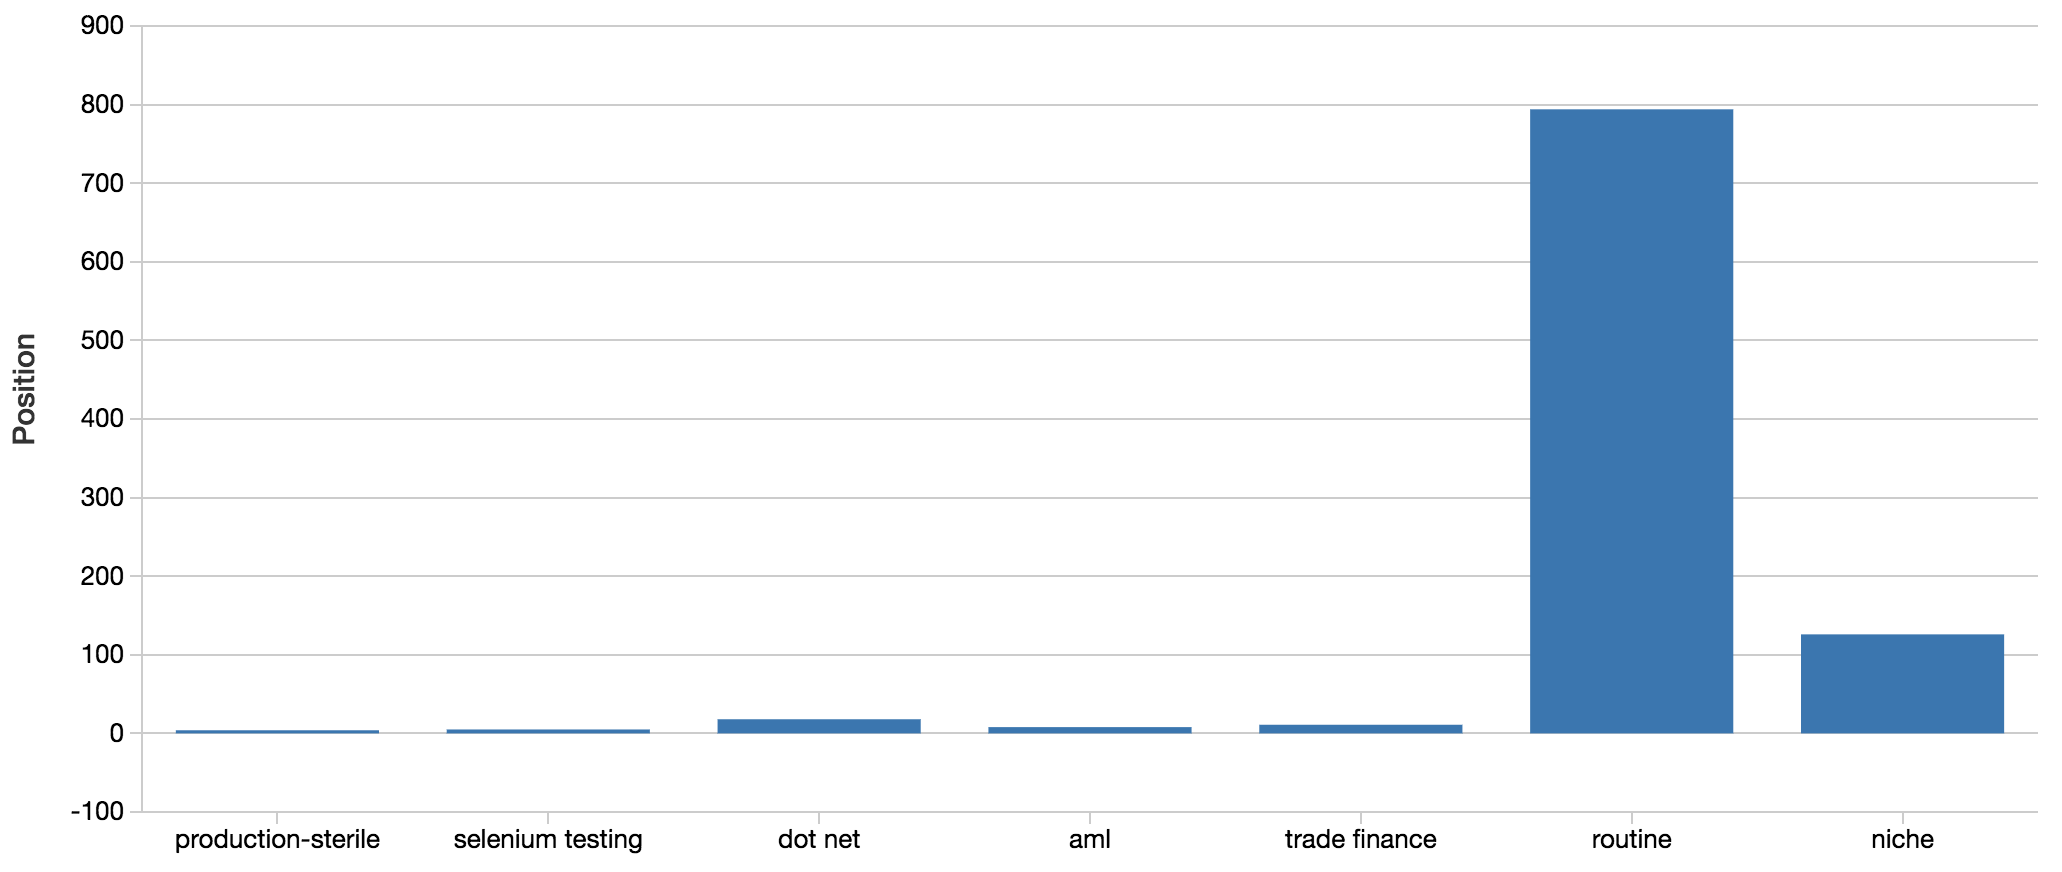 900
800
700
600
500
400
300
200
100
0
-100
Position
production-sterile
selenium testing
dot net
aml
trade finance
routine
niche